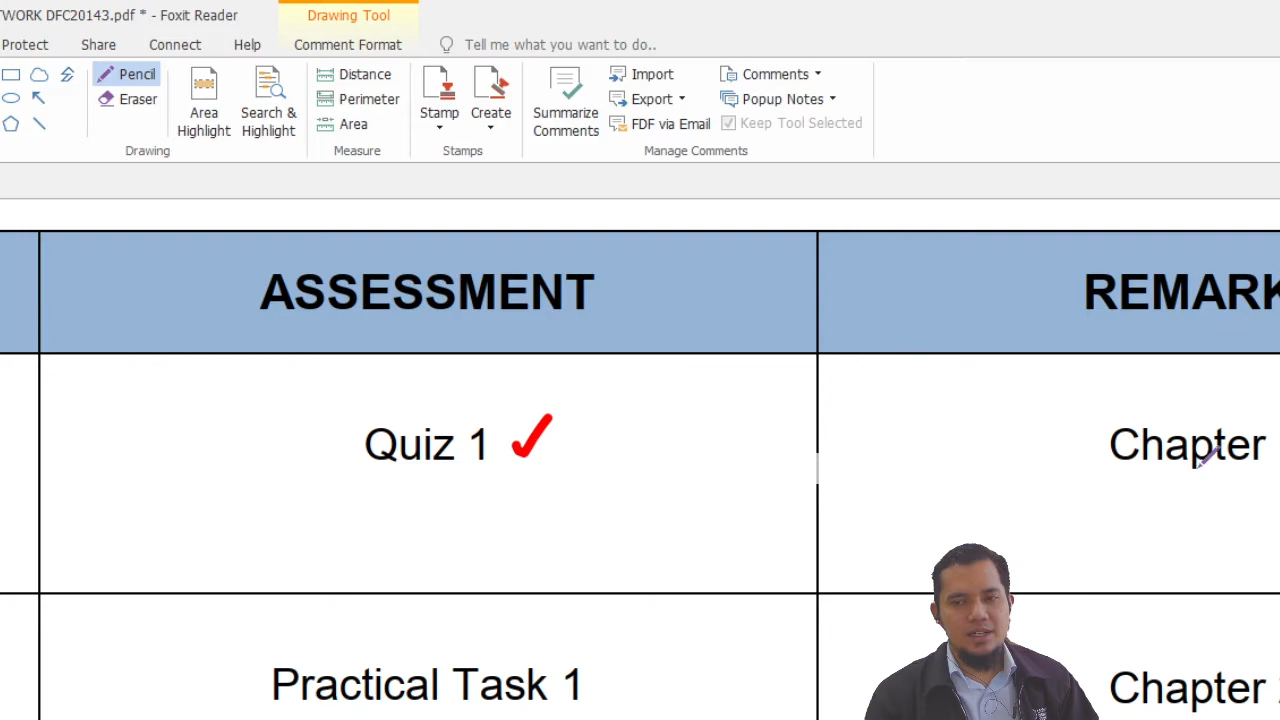 TWORK DFC20143.pdf * - Foxit Reader
Drawing Tool
Protect Share Connect Help Comment Format Tell me what you want to do..
Pencil
Eraser
Drawing
Area Highlight
Search & Highlight
Distance
Perimeter
Area
Measure
Stamp
Create
Stamps
Summarize Comments
Import
Export
FDF via Email
Comments
Popup Notes
Keep Tool Selected
Manage Comments
ASSESSMENT REMARK
Quiz 1 Chapter
Practical Task 1 Chapter